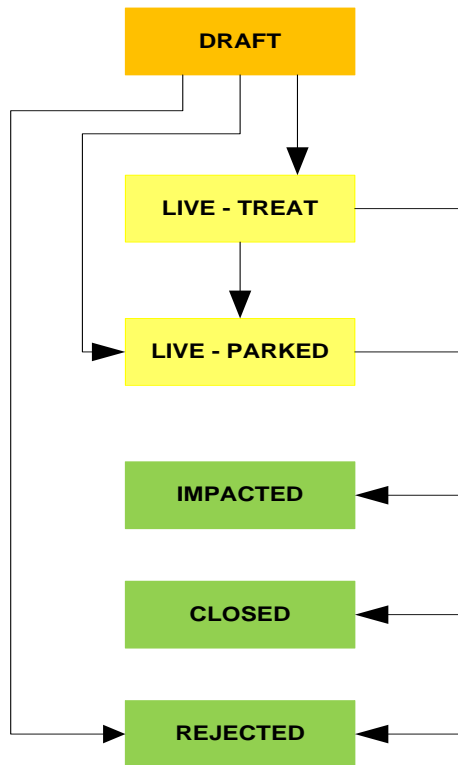 DRAFT
LIVE - TREAT
LIVE - PARKED
IMPACTED
CLOSED
REJECTED